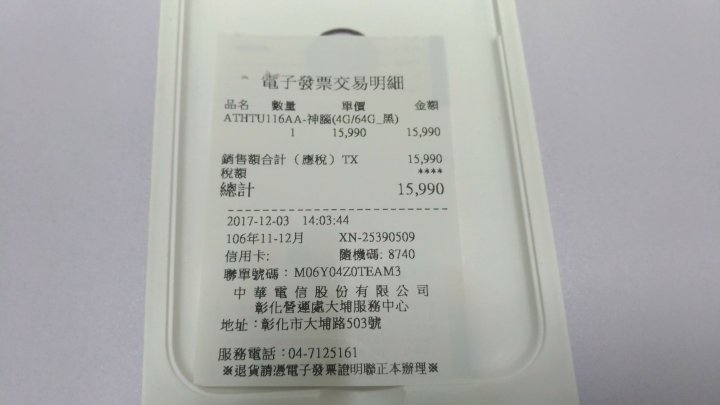 電子發票交易明細
品名 數量 單價 金額
ATHTU116AA-神腦(4G/64G_黑)
1 15,990 15,990
銷售額合計（應稅）TX 15,990
稅額 ****
總計 15,990
2017-12-03 14:03:44
106年11-12月 XN-25390509
信用卡: 隨機碼: 8740
聯單號碼：M06Y04Z0TEAM3
中華電信股份有限公司
彰化營運處大埔服務中心
地址：彰化市大埔路503號
服務電話：04-7125161
※退貨請憑電子發票證明聯正本辦理※